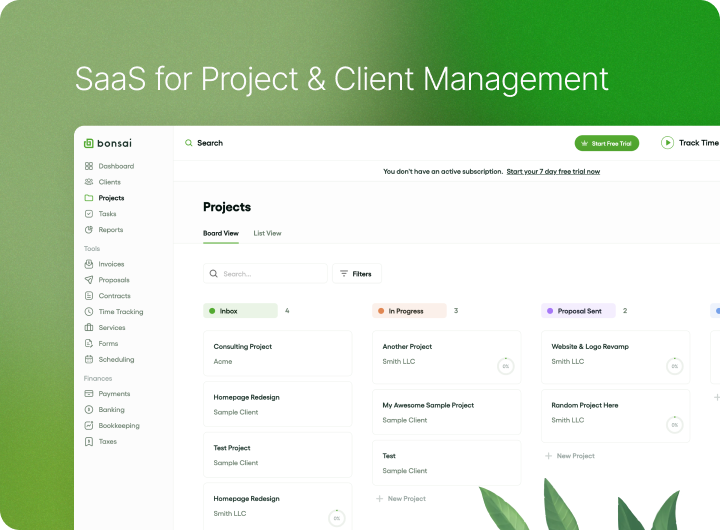 SaaS for Project & Client Management
bonsai
Search
Start Free Trial
Track Time
You don't have an active subscription. Start your 7 day free trial now
Dashboard
Clients
Projects
Tasks
Reports
Tools
Invoices
Proposals
Contracts
Time Tracking
Services
Forms
Scheduling
Finances
Payments
Banking
Bookkeeping
Taxes
Projects
Board View
List View
Search...
Filters
Inbox 4
Consulting Project
Acme
Homepage Redesign
Sample Client
Test Project
Sample Client
Homepage Redesign
Smith LLC
0%
In Progress 3
Another Project
Smith LLC
0%
My Awesome Sample Project
Sample Client
Test
Sample Client
+ New Project
Proposal Sent 2
Website & Logo Revamp
Smith LLC
0%
Random Project Here
Smith LLC
0%
+ New Project